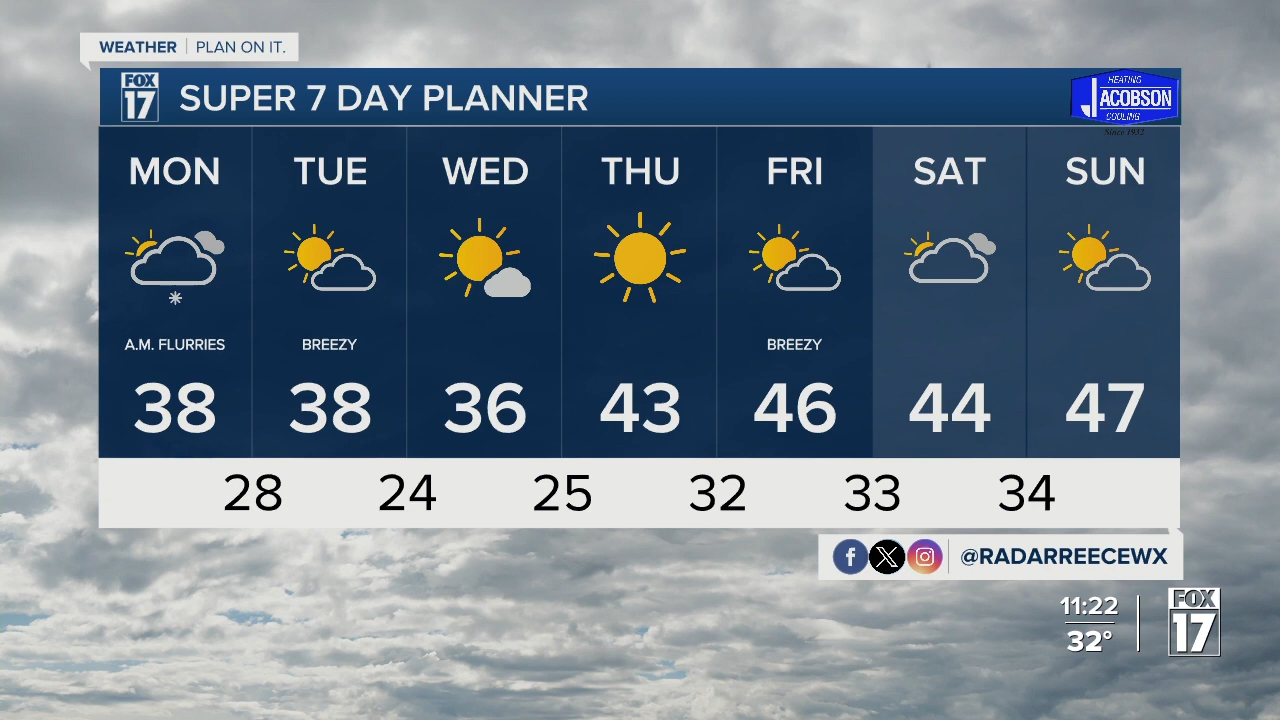 WEATHER | PLAN ON IT.
FOX
17
SUPER 7 DAY PLANNER
HEATING
JACOBSON
COOLING
Since 1932
MON TUE WED THU FRI SAT SUN
A.M. FLURRIES BREEZY BREEZY
38 38 36 43 46 44 47
28 24 25 32 33 34
@RADARREECEWX
11:22
32°
FOX
17